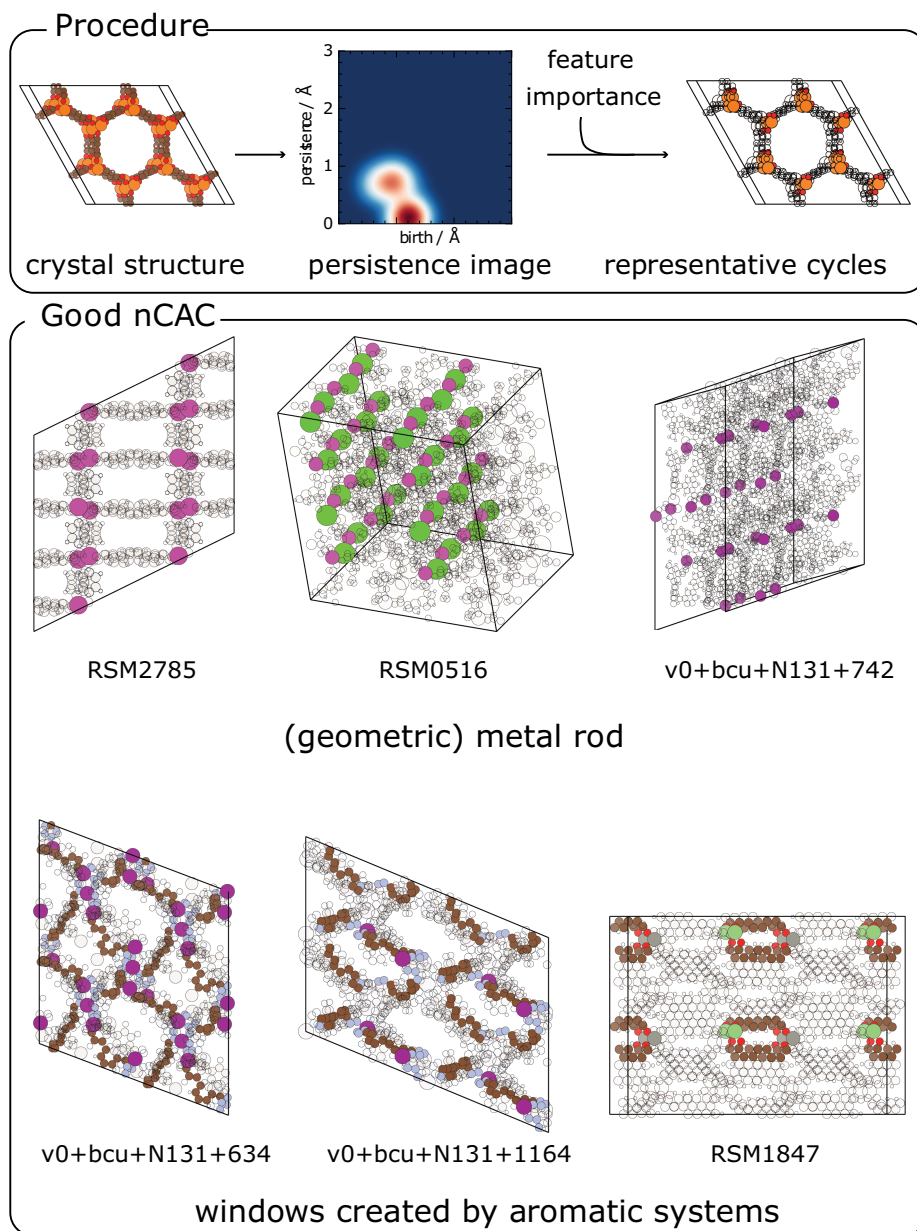 Procedure
3
2
1
0
persistence / Å
birth / Å
feature
importance
crystal structure
persistence image
representative cycles
Good nCAC
RSM2785
RSM0516
v0+bcu+N131+742
(geometric) metal rod
v0+bcu+N131+634
v0+bcu+N131+1164
RSM1847
windows created by aromatic systems